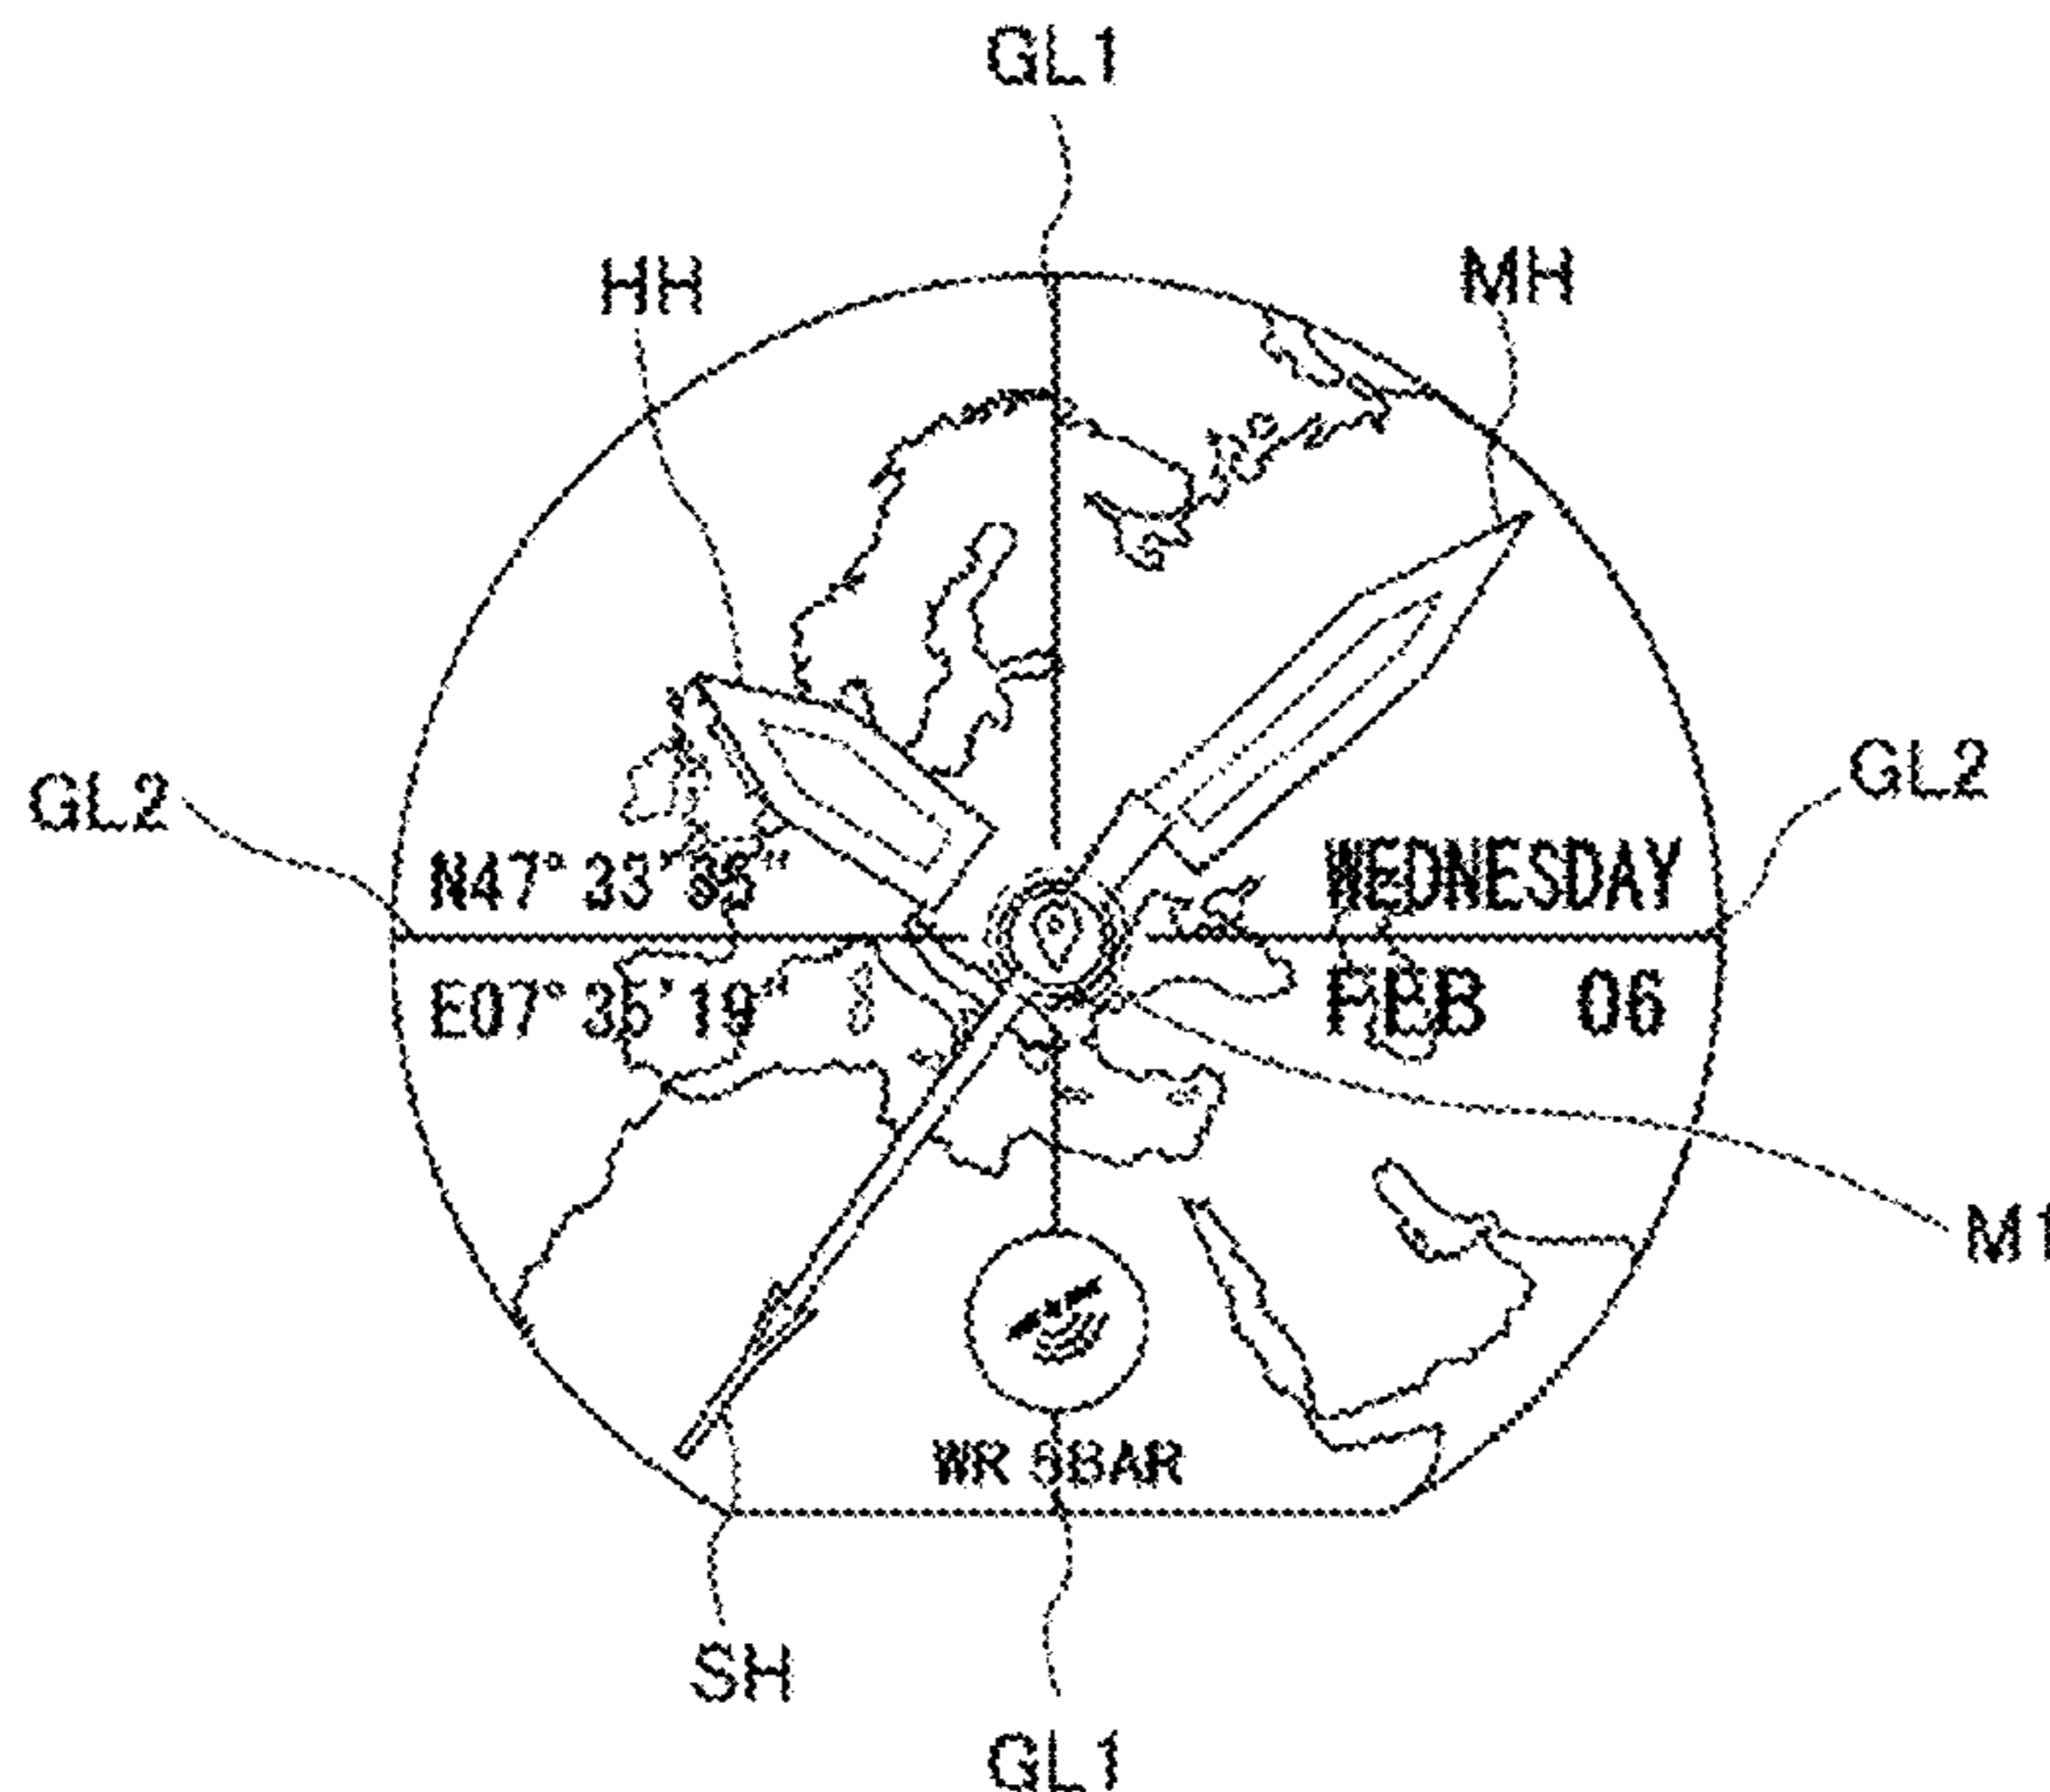 GL1
HH
MH
GL2
GL2
N47° 33' 35"
WEDNESDAY
E07° 35' 19"
FEB 06
M1
WR 5BAR
SH
GL1